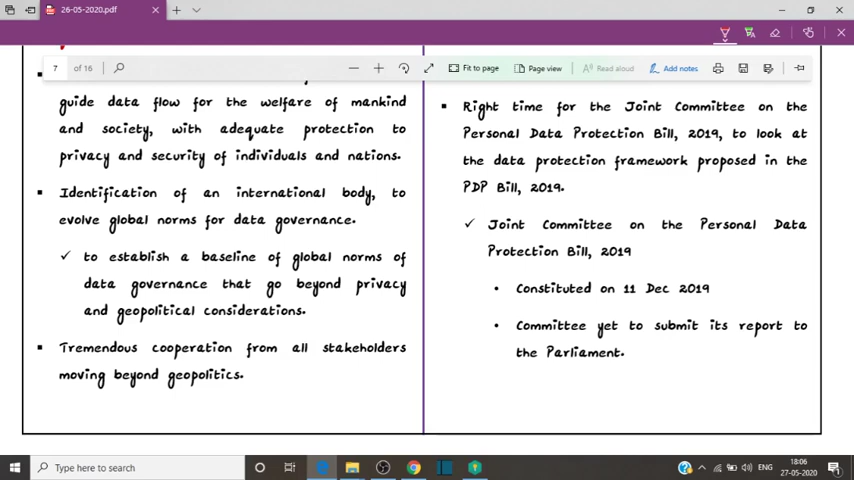 26-05-2020.pdf
7 of 16
Fit to page
Page view
Read aloud
Add notes
guide data flow for the welfare of mankind
and society, with adequate protection to
privacy and security of individuals and nations.
▪ Identification of an international body, to
evolve global norms for data governance.
✓ to establish a baseline of global norms of
data governance that go beyond privacy
and geopolitical considerations.
▪ Tremendous cooperation from all stakeholders
moving beyond geopolitics.
▪ Right time for the Joint Committee on the
Personal Data Protection Bill, 2019, to look at
the data protection framework proposed in the
PDP Bill, 2019.
✓ Joint Committee on the Personal Data
Protection Bill, 2019
• Constituted on 11 Dec 2019
• Committee yet to submit its report to
the Parliament.
Type here to search
ENG
18:06
27-05-2020